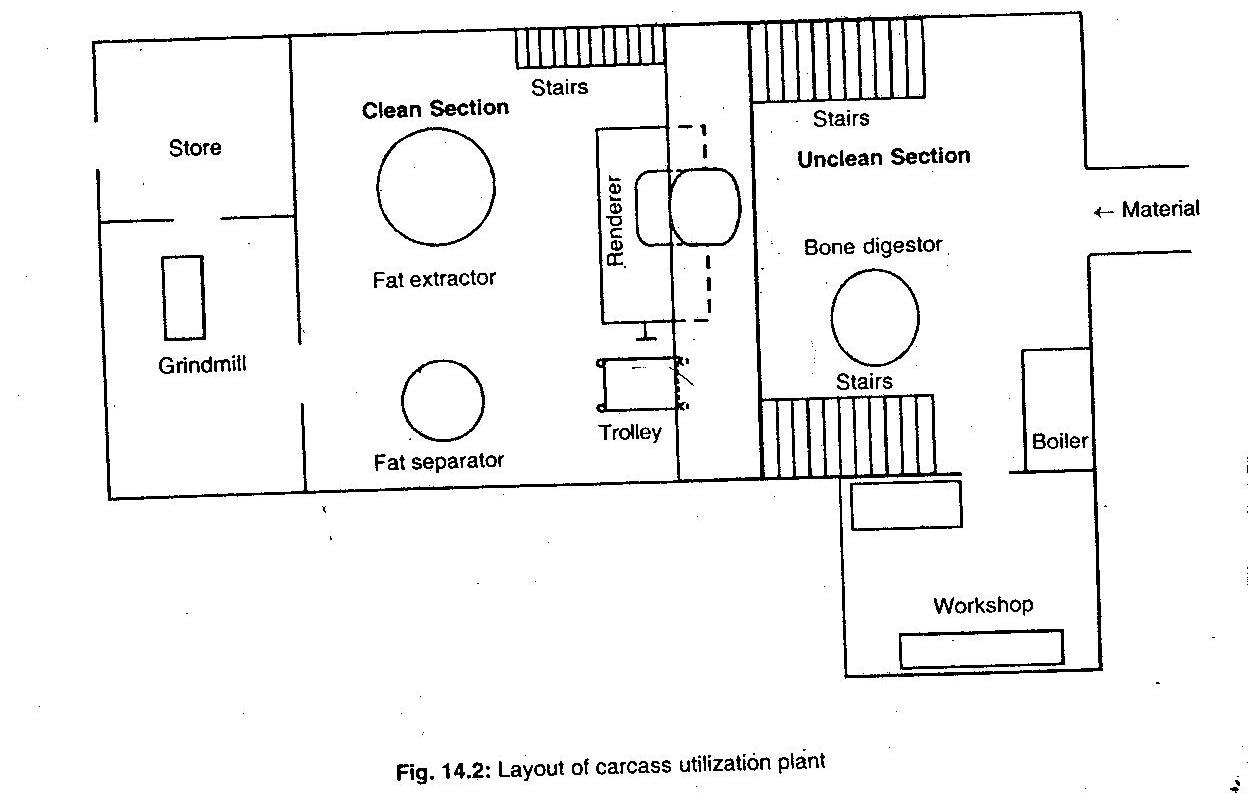 Stairs
Clean Section
Stairs
Store
Unclean Section
Renderer
← Material
Bone digestor
Fat extractor
Grindmill
Stairs
Trolley
Boiler
Fat separator
Workshop
Fig. 14.2: Layout of carcass utilization plant